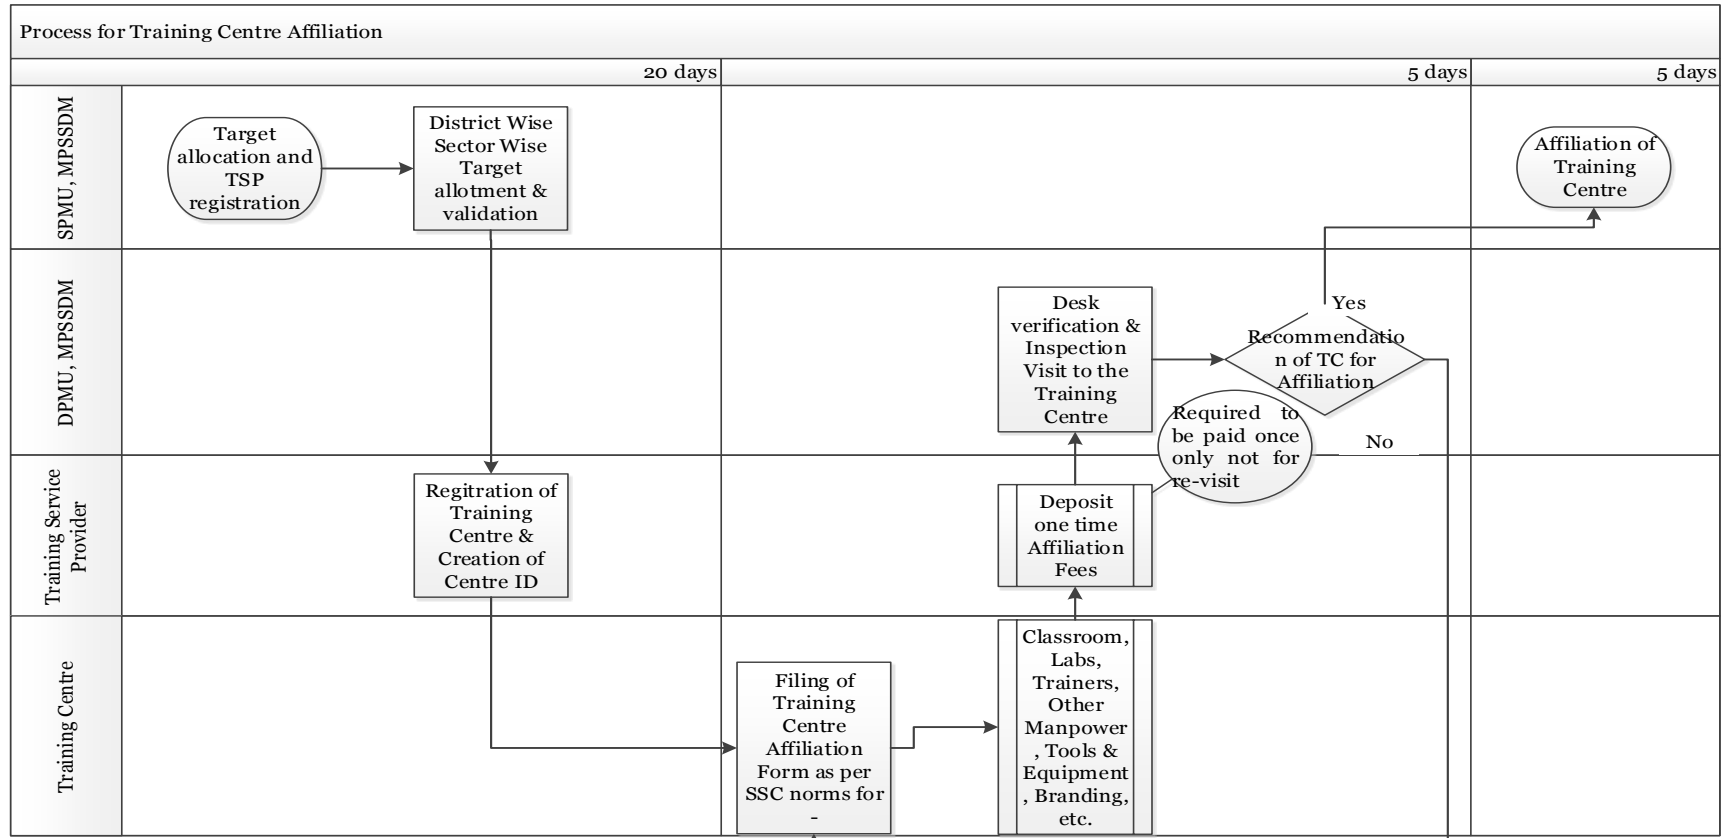 Process for Training Centre Affiliation
20 days
5 days
5 days
SPMU, MPSSDM
Target
allocation and
TSP
registration
District Wise
Sector Wise
Target
allotment &
validation
Affiliation of
Training
Centre
DPMU, MPSSDM
Desk
verification &
Inspection
Visit to the
Training
Centre
Yes
Recommendatio
n of TC for
Affiliation
Required to
be paid once
only not for
re-visit
No
Training Service
Provider
Regitration of
Training
Centre &
Creation of
Centre ID
Deposit
one time
Affiliation
Fees
Training Centre
Filing of
Training
Centre
Affiliation
Form as per
SSC norms for
-
Classroom,
Labs,
Trainers,
Other
Manpower
, Tools &
Equipment
, Branding,
etc.